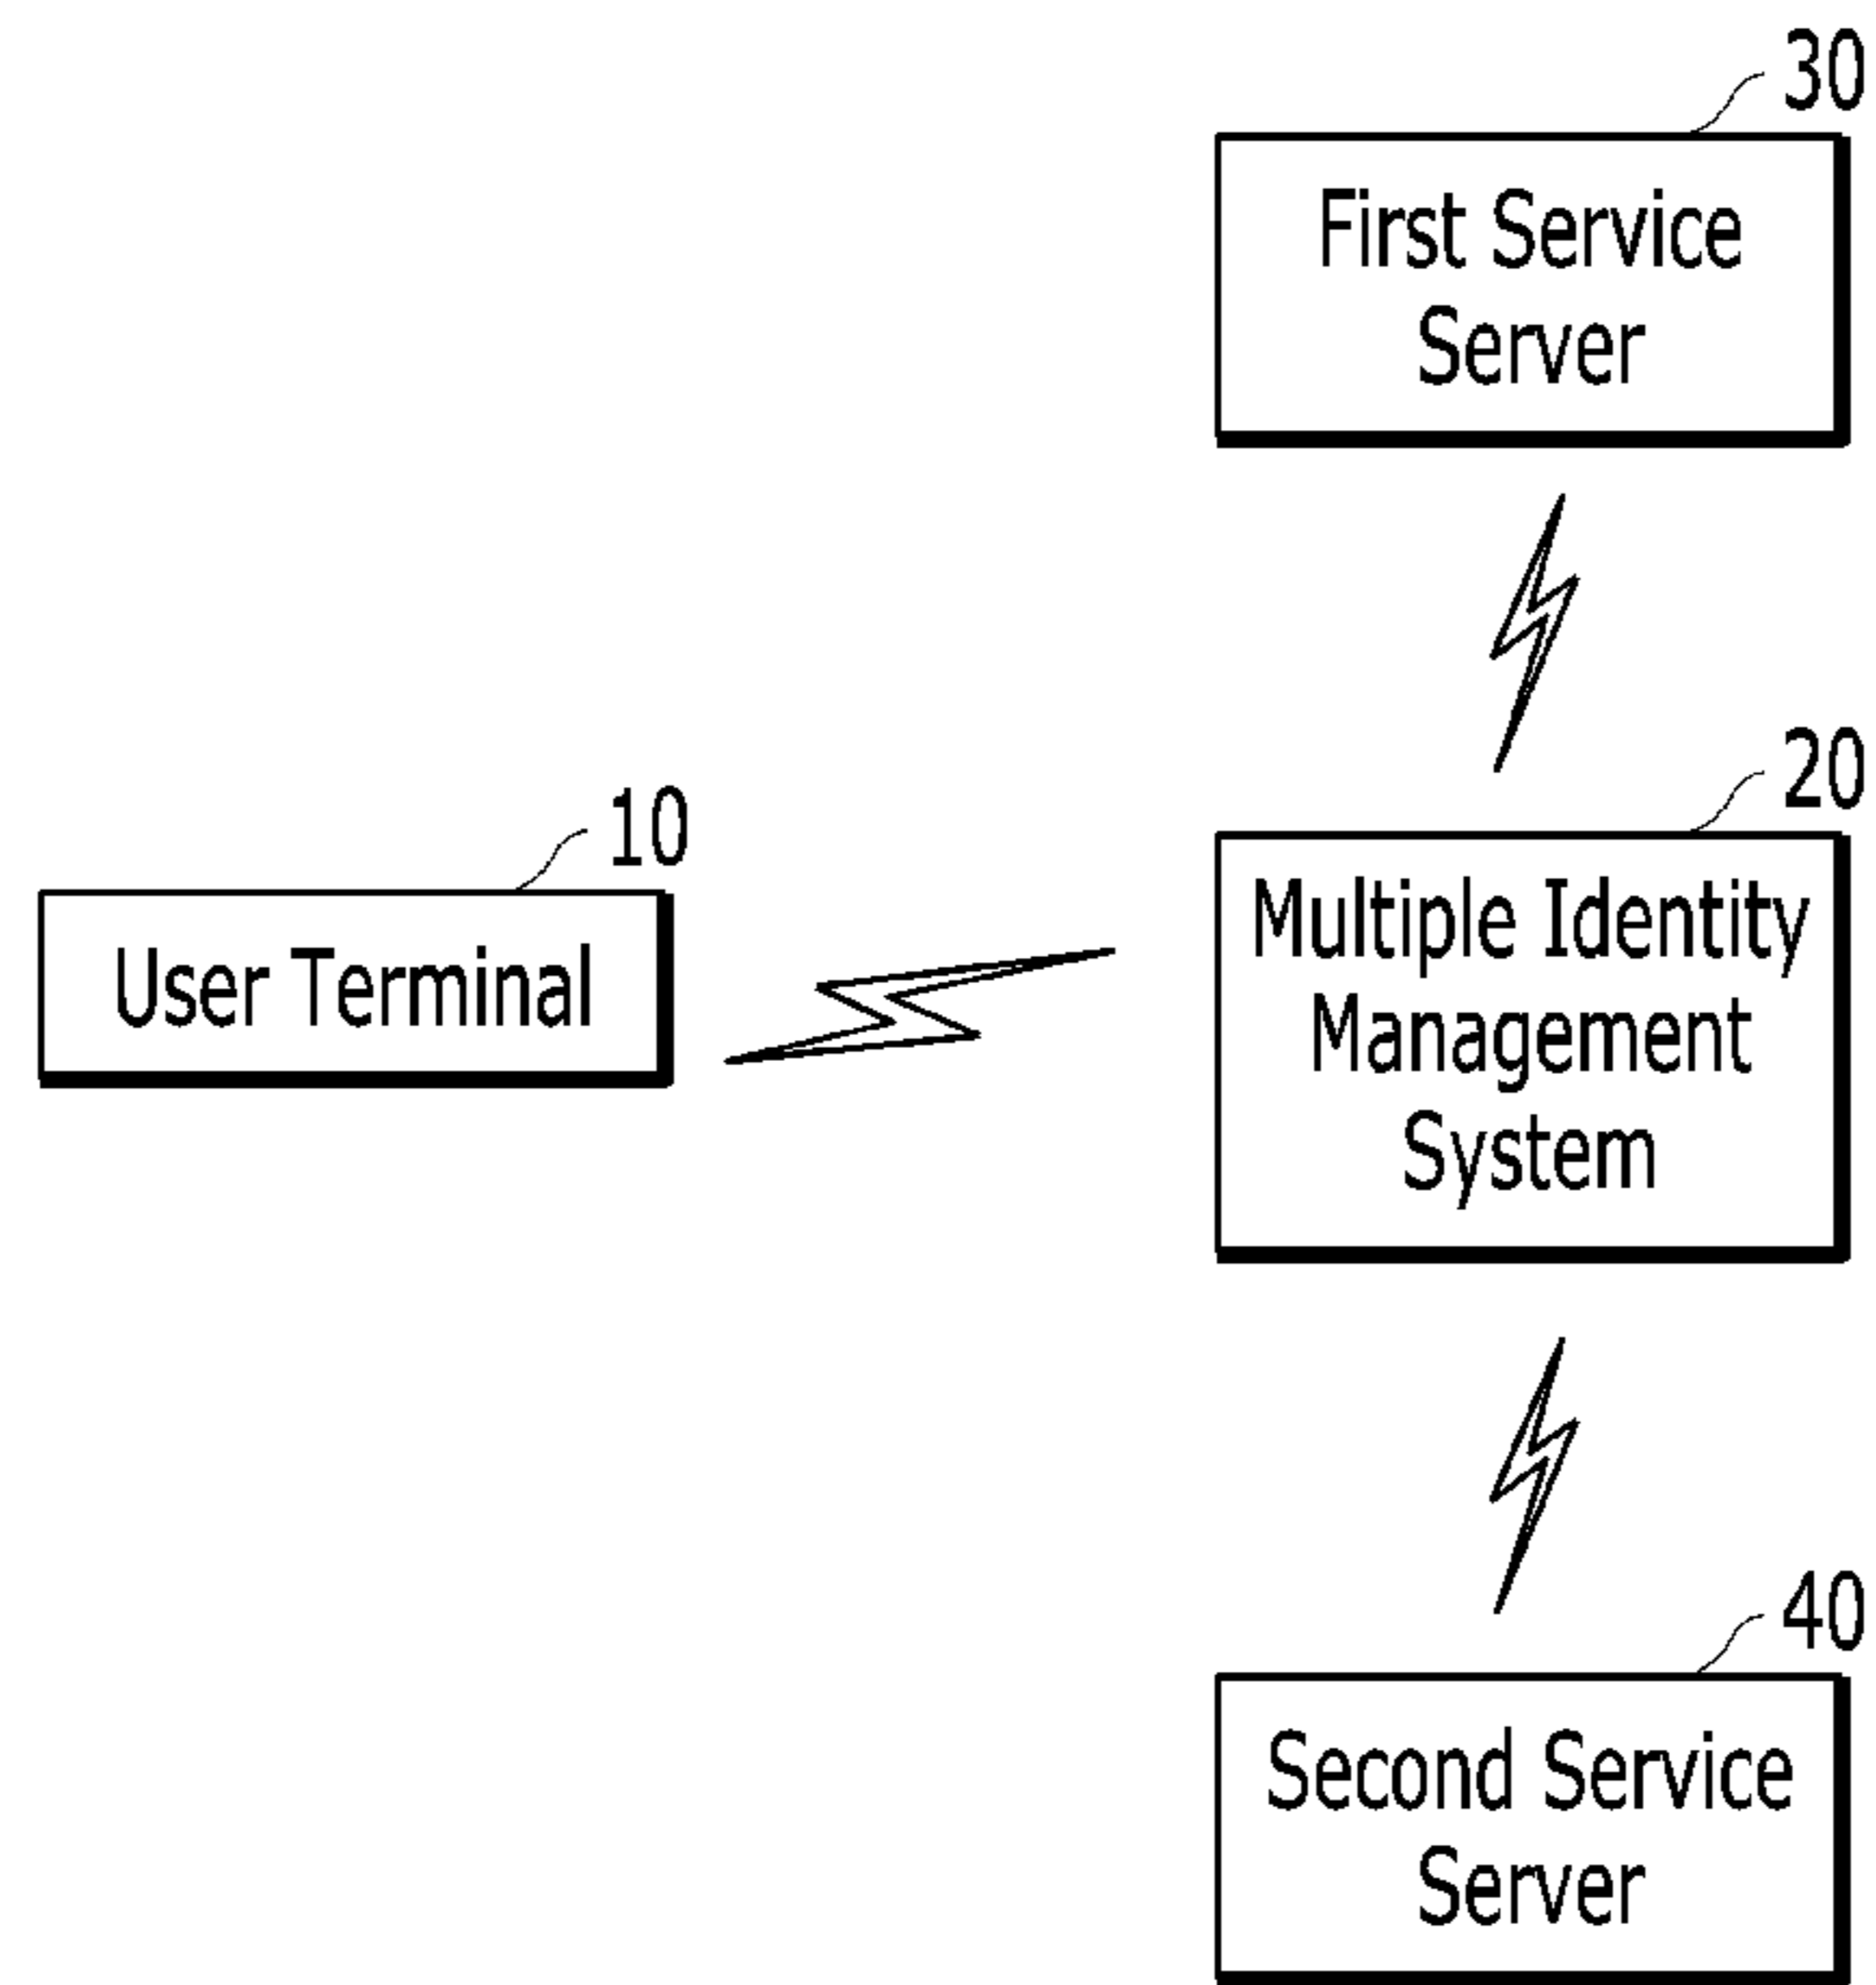 30
First Service
Server
20
Multiple Identity
Management
System
10
User Terminal
40
Second Service
Server